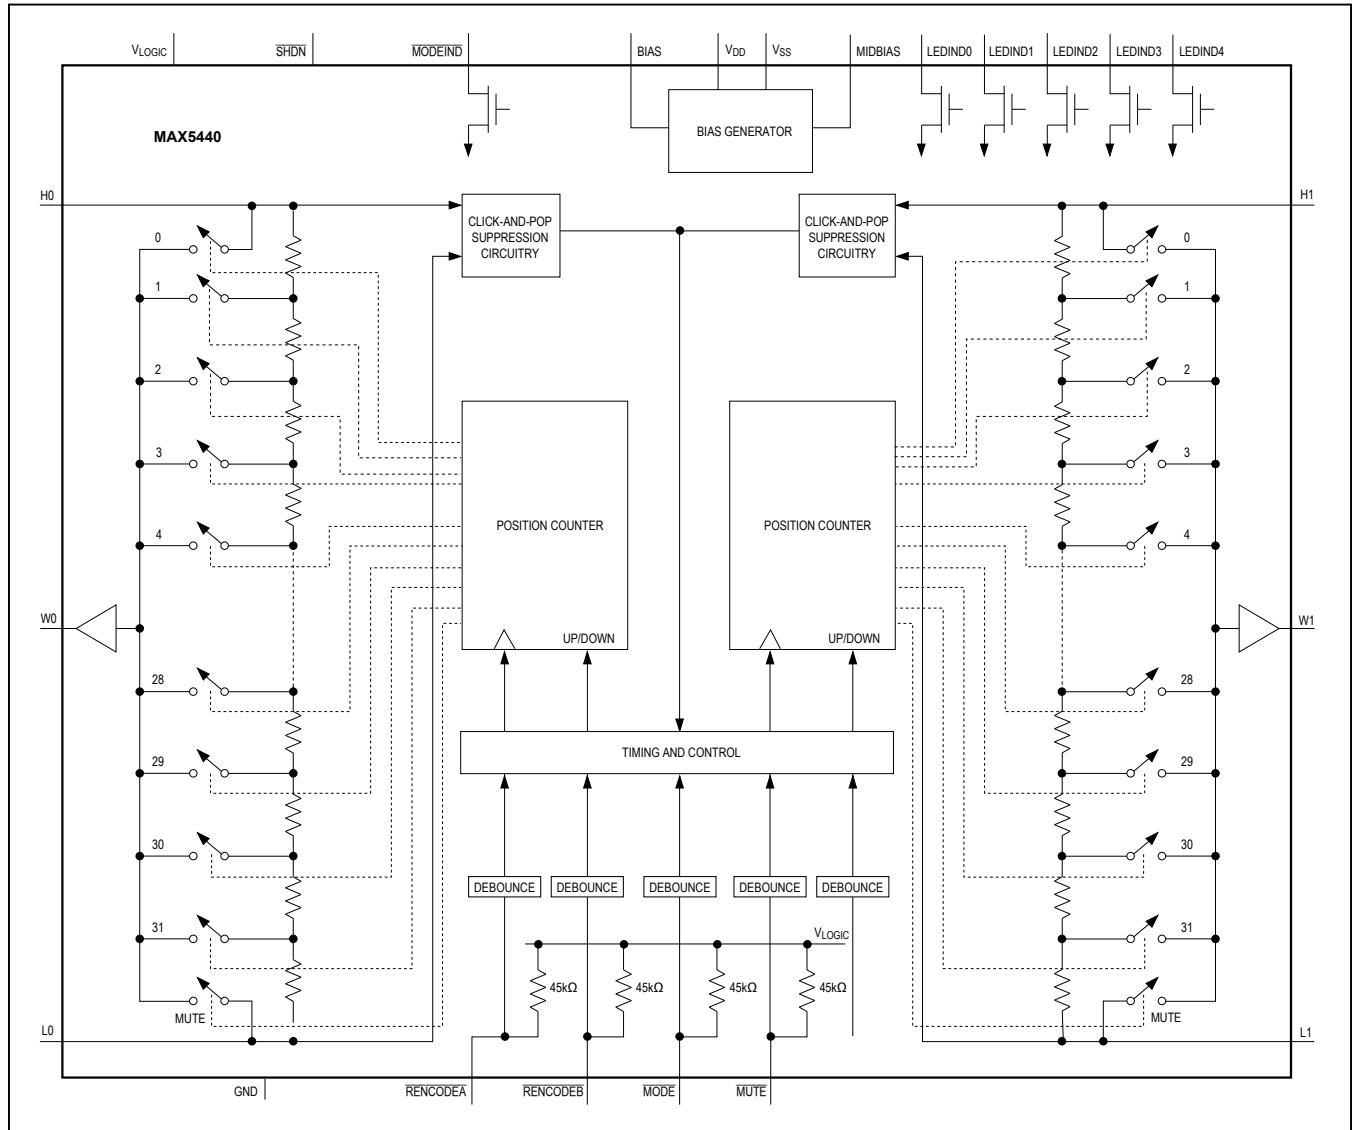 VLOGIC SHDN MODEIND BIAS VDD VSS MIDBIAS LEDIND0 LEDIND1 LEDIND2 LEDIND3 LEDIND4
MAX5440
BIAS GENERATOR
H0
H1
CLICK-AND-POP
SUPPRESSION
CIRCUITRY
CLICK-AND-POP
SUPPRESSION
CIRCUITRY
0
0
1
1
2
2
3
3
4
POSITION COUNTER
POSITION COUNTER
4
W0
W1
UP/DOWN
UP/DOWN
28
28
TIMING AND CONTROL
29
29
30
30
DEBOUNCE DEBOUNCE DEBOUNCE DEBOUNCE DEBOUNCE
31
VLOGIC
31
45kΩ 45kΩ 45kΩ 45kΩ
MUTE
MUTE
L0
L1
GND RENCODEA RENCODEB MODE MUTE